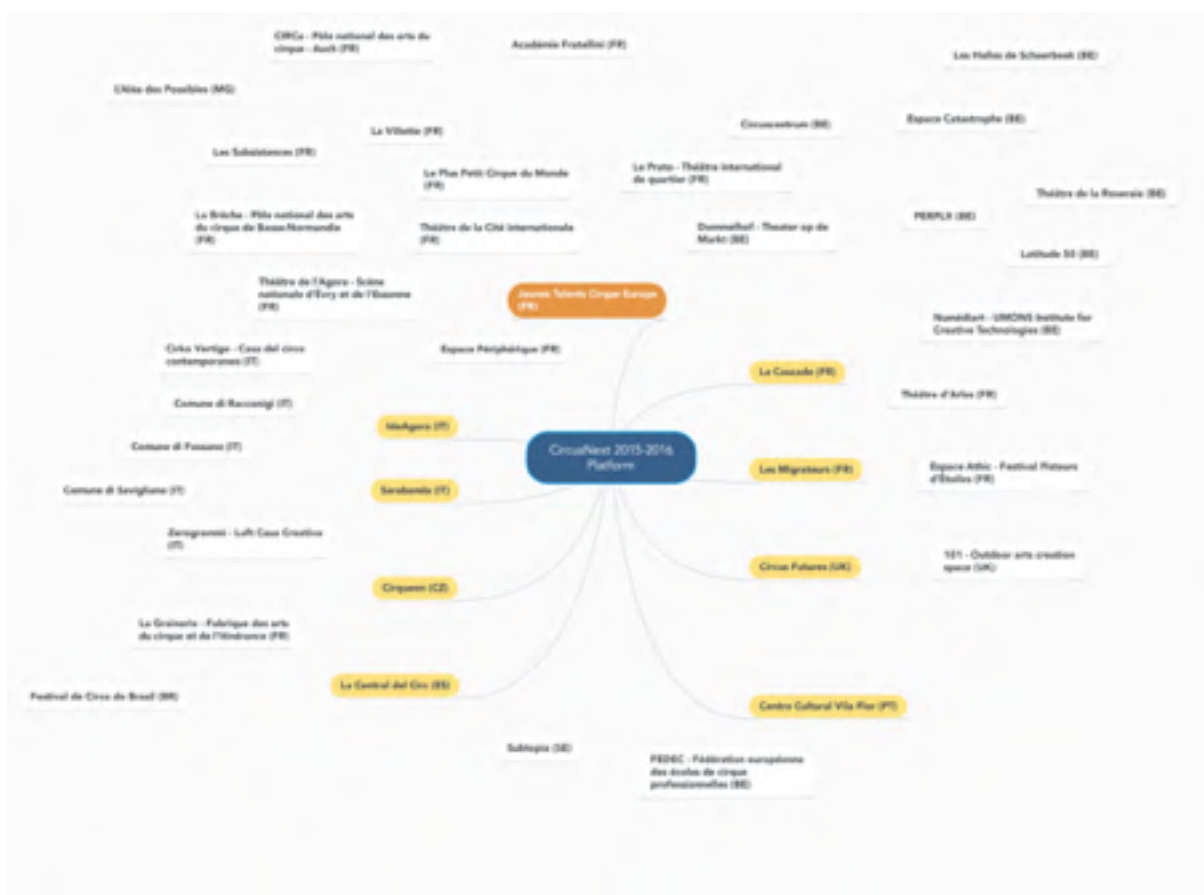 CIRCa - Pôle national des arts du
cirque - Auch (FR)
Académie Fratellini (FR)
Les Halles de Schaerbeek (BE)
L'Aléa des Possibles (MG)
Circuscentrum (BE)
Espace Catastrophe (BE)
La Villette (FR)
Les Subsistances (FR)
Le Plus Petit Cirque du Monde
(FR)
Le Prato - Théâtre international
de quartier (FR)
Théâtre de la Roseraie (BE)
La Brèche - Pôle national des arts
du cirque de Basse-Normandie
(FR)
Théâtre de la Cité internationale
(FR)
Dommelhof - Theater op de
Markt (BE)
PERPLX (BE)
Latitude 50 (BE)
Théâtre de l'Agora - Scène
nationale d'Evry et de l'Essonne
(FR)
Jeunes Talents Cirque Europe
(FR)
Numédiart - UMONS Institute for
Creative Technologies (BE)
Cirko Vertigo - Casa del circo
contemporaneo (IT)
Espace Périphérique (FR)
La Cascade (FR)
Théâtre d'Arles (FR)
Comune di Racconigi (IT)
IdeAgorà (IT)
CircusNext 2015-2016
Platform
Comune di Fossano (IT)
Les Migrateurs (FR)
Espace Athic - Festival Pisteurs
d'Étoiles (FR)
Comune di Savigliano (IT)
Sarabanda (IT)
Zerogrammi - Luft Casa Creativa
(IT)
Cirqueon (CZ)
Circus Futures (UK)
101 - Outdoor arts creation
space (UK)
La Grainerie - Fabrique des arts
du cirque et de l'itinérance (FR)
Festival de Circo do Brasil (BR)
La Central del Circ (ES)
Centro Cultural Vila Flor (PT)
Subtopia (SE)
FEDEC - Fédération européenne
des écoles de cirque
professionnelles (BE)